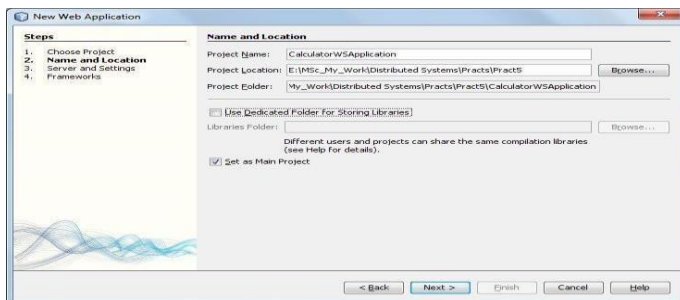 New Web Application
Steps
1. Choose Project
2. Name and Location
3. Server and Settings
4. Frameworks
Name and Location
Project Name: CalculatorWSApplication
Project Location: E:\MSc_My_Work\Distributed Systems\Practs\Pract5 Browse...
Project Folder: My_Work\Distributed Systems\Practs\Pract5\CalculatorWSApplication
Use Dedicated Folder for Storing Libraries
Libraries Folder: Browse...
Different users and projects can share the same compilation libraries
(see Help for details).
Set as Main Project
< Back Next > Finish Cancel Help